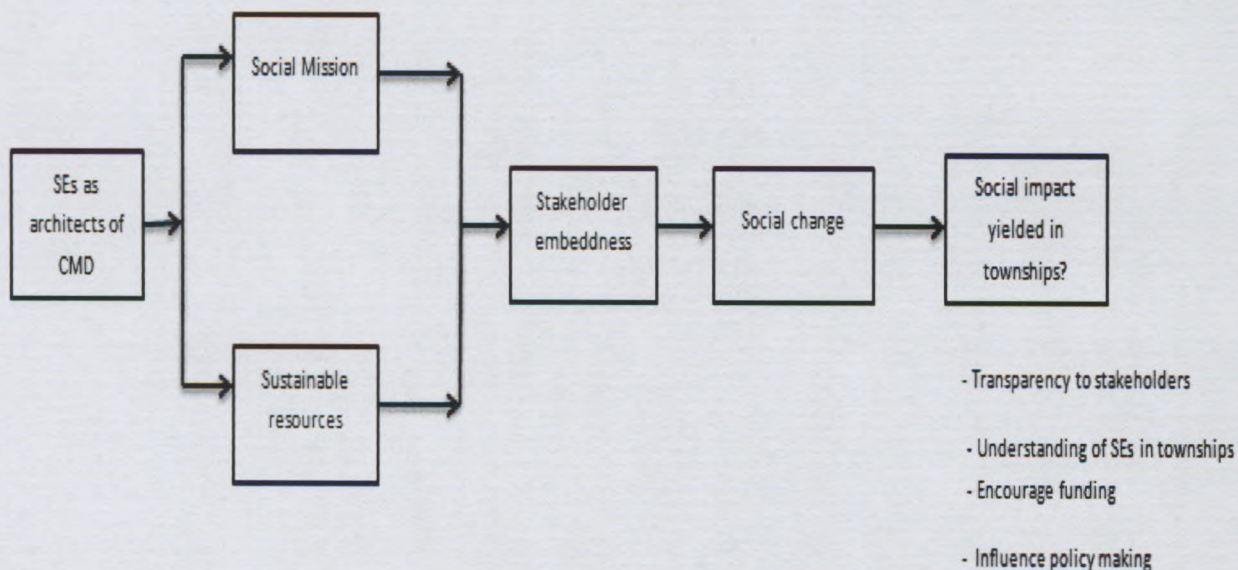 SEs as
architects of
CMD
Social Mission
Sustainable
resources
Stakeholder
embeddness
Social change
Social impact
yielded in
townships?
- Transparency to stakeholders
- Understanding of SEs in townships
- Encourage funding
- Influence policy making